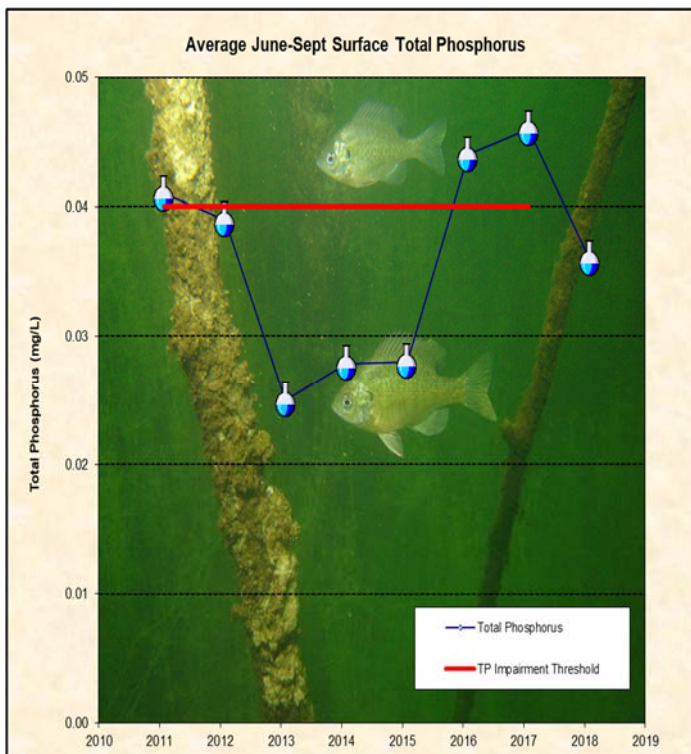 Average June-Sept Surface Total Phosphorus
0.05
0.04
0.03
0.02
0.01
0.00
Total Phosphorus (mg/L)
Total Phosphorus
TP Impairment Threshold
2010 2011 2012 2013 2014 2015 2016 2017 2018 2019